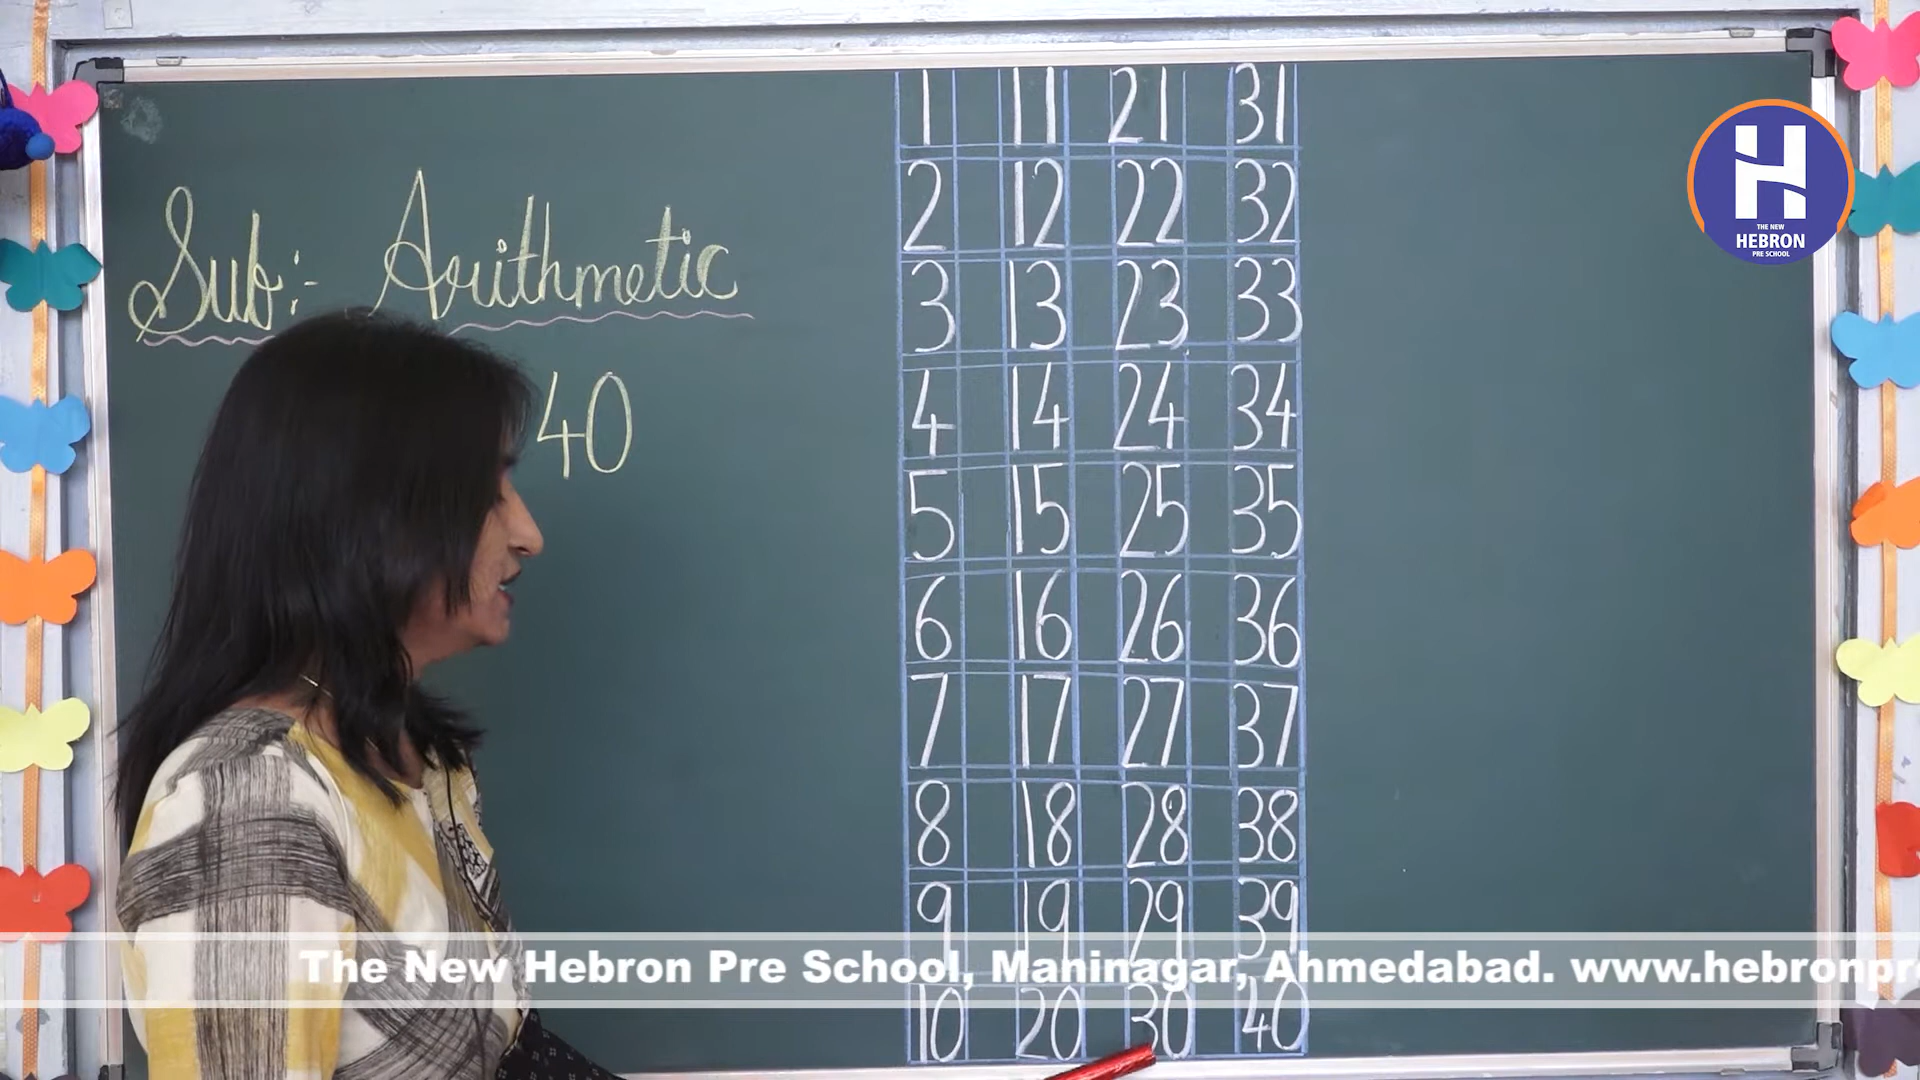 Sub:- Arithmetic
40
1 11 21 31
2 12 22 32
3 13 23 33
4 14 24 34
5 15 25 35
6 16 26 36
7 17 27 37
8 18 28 38
9 19 29 39
10 20 30 40
H
THE NEW
HEBRON
PRE SCHOOL
The New Hebron Pre School, Maninagar, Ahmedabad. www.hebronpr